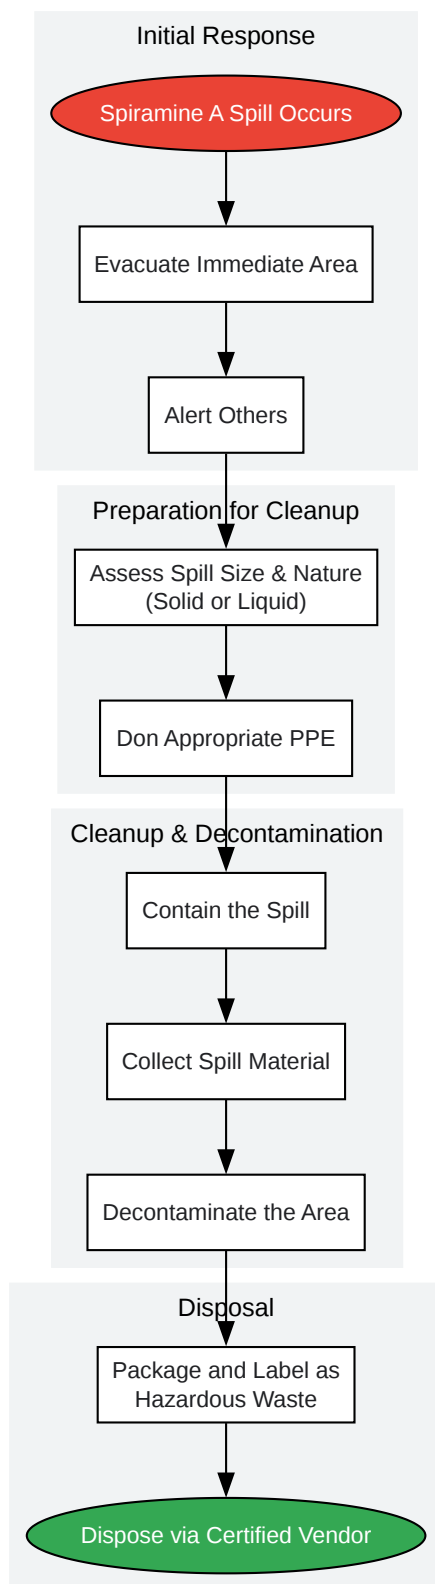 Initial Response
Spiramine A Spill Occurs
Evacuate Immediate Area
Alert Others
Preparation for Cleanup
Assess Spill Size & Nature
(Solid or Liquid)
Don Appropriate PPE
Cleanup & Decontamination
Contain the Spill
Collect Spill Material
Decontaminate the Area
Disposal
Package and Label as
Hazardous Waste
Dispose via Certified Vendor